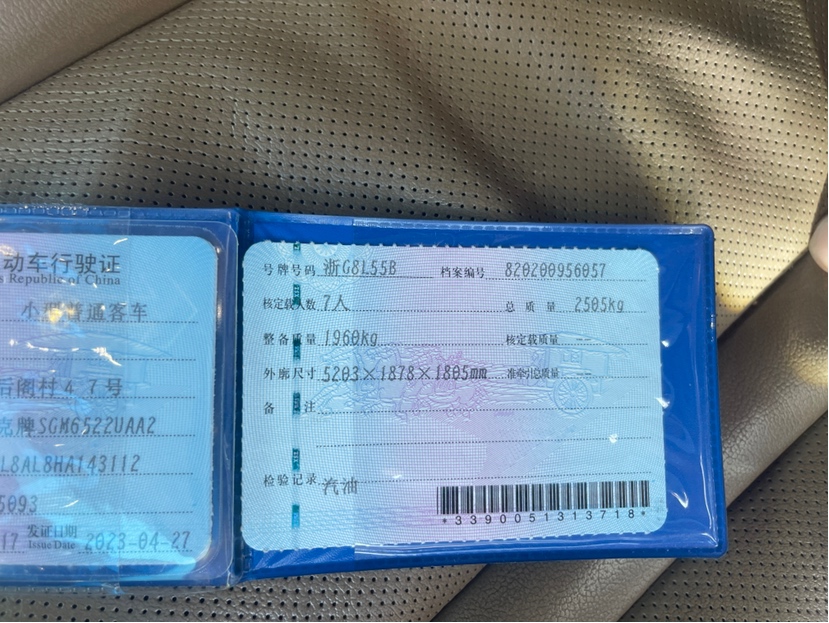 动车行驶证
s Republic of China
小型普通客车
后阁村47号
克牌SGM6522UAA2
L8AL8HA143112
5093
17 发证日期 Issue Date 2023-04-27
号牌号码 浙G8L55B 档案编号 820200956057
核定载人数 7人 总质量 2505kg
整备质量 1960kg 核定载质量 --
外廓尺寸 5203×1878×1805mm 准牵引总质量 --
备注
检验记录 汽油
*3390051313718*